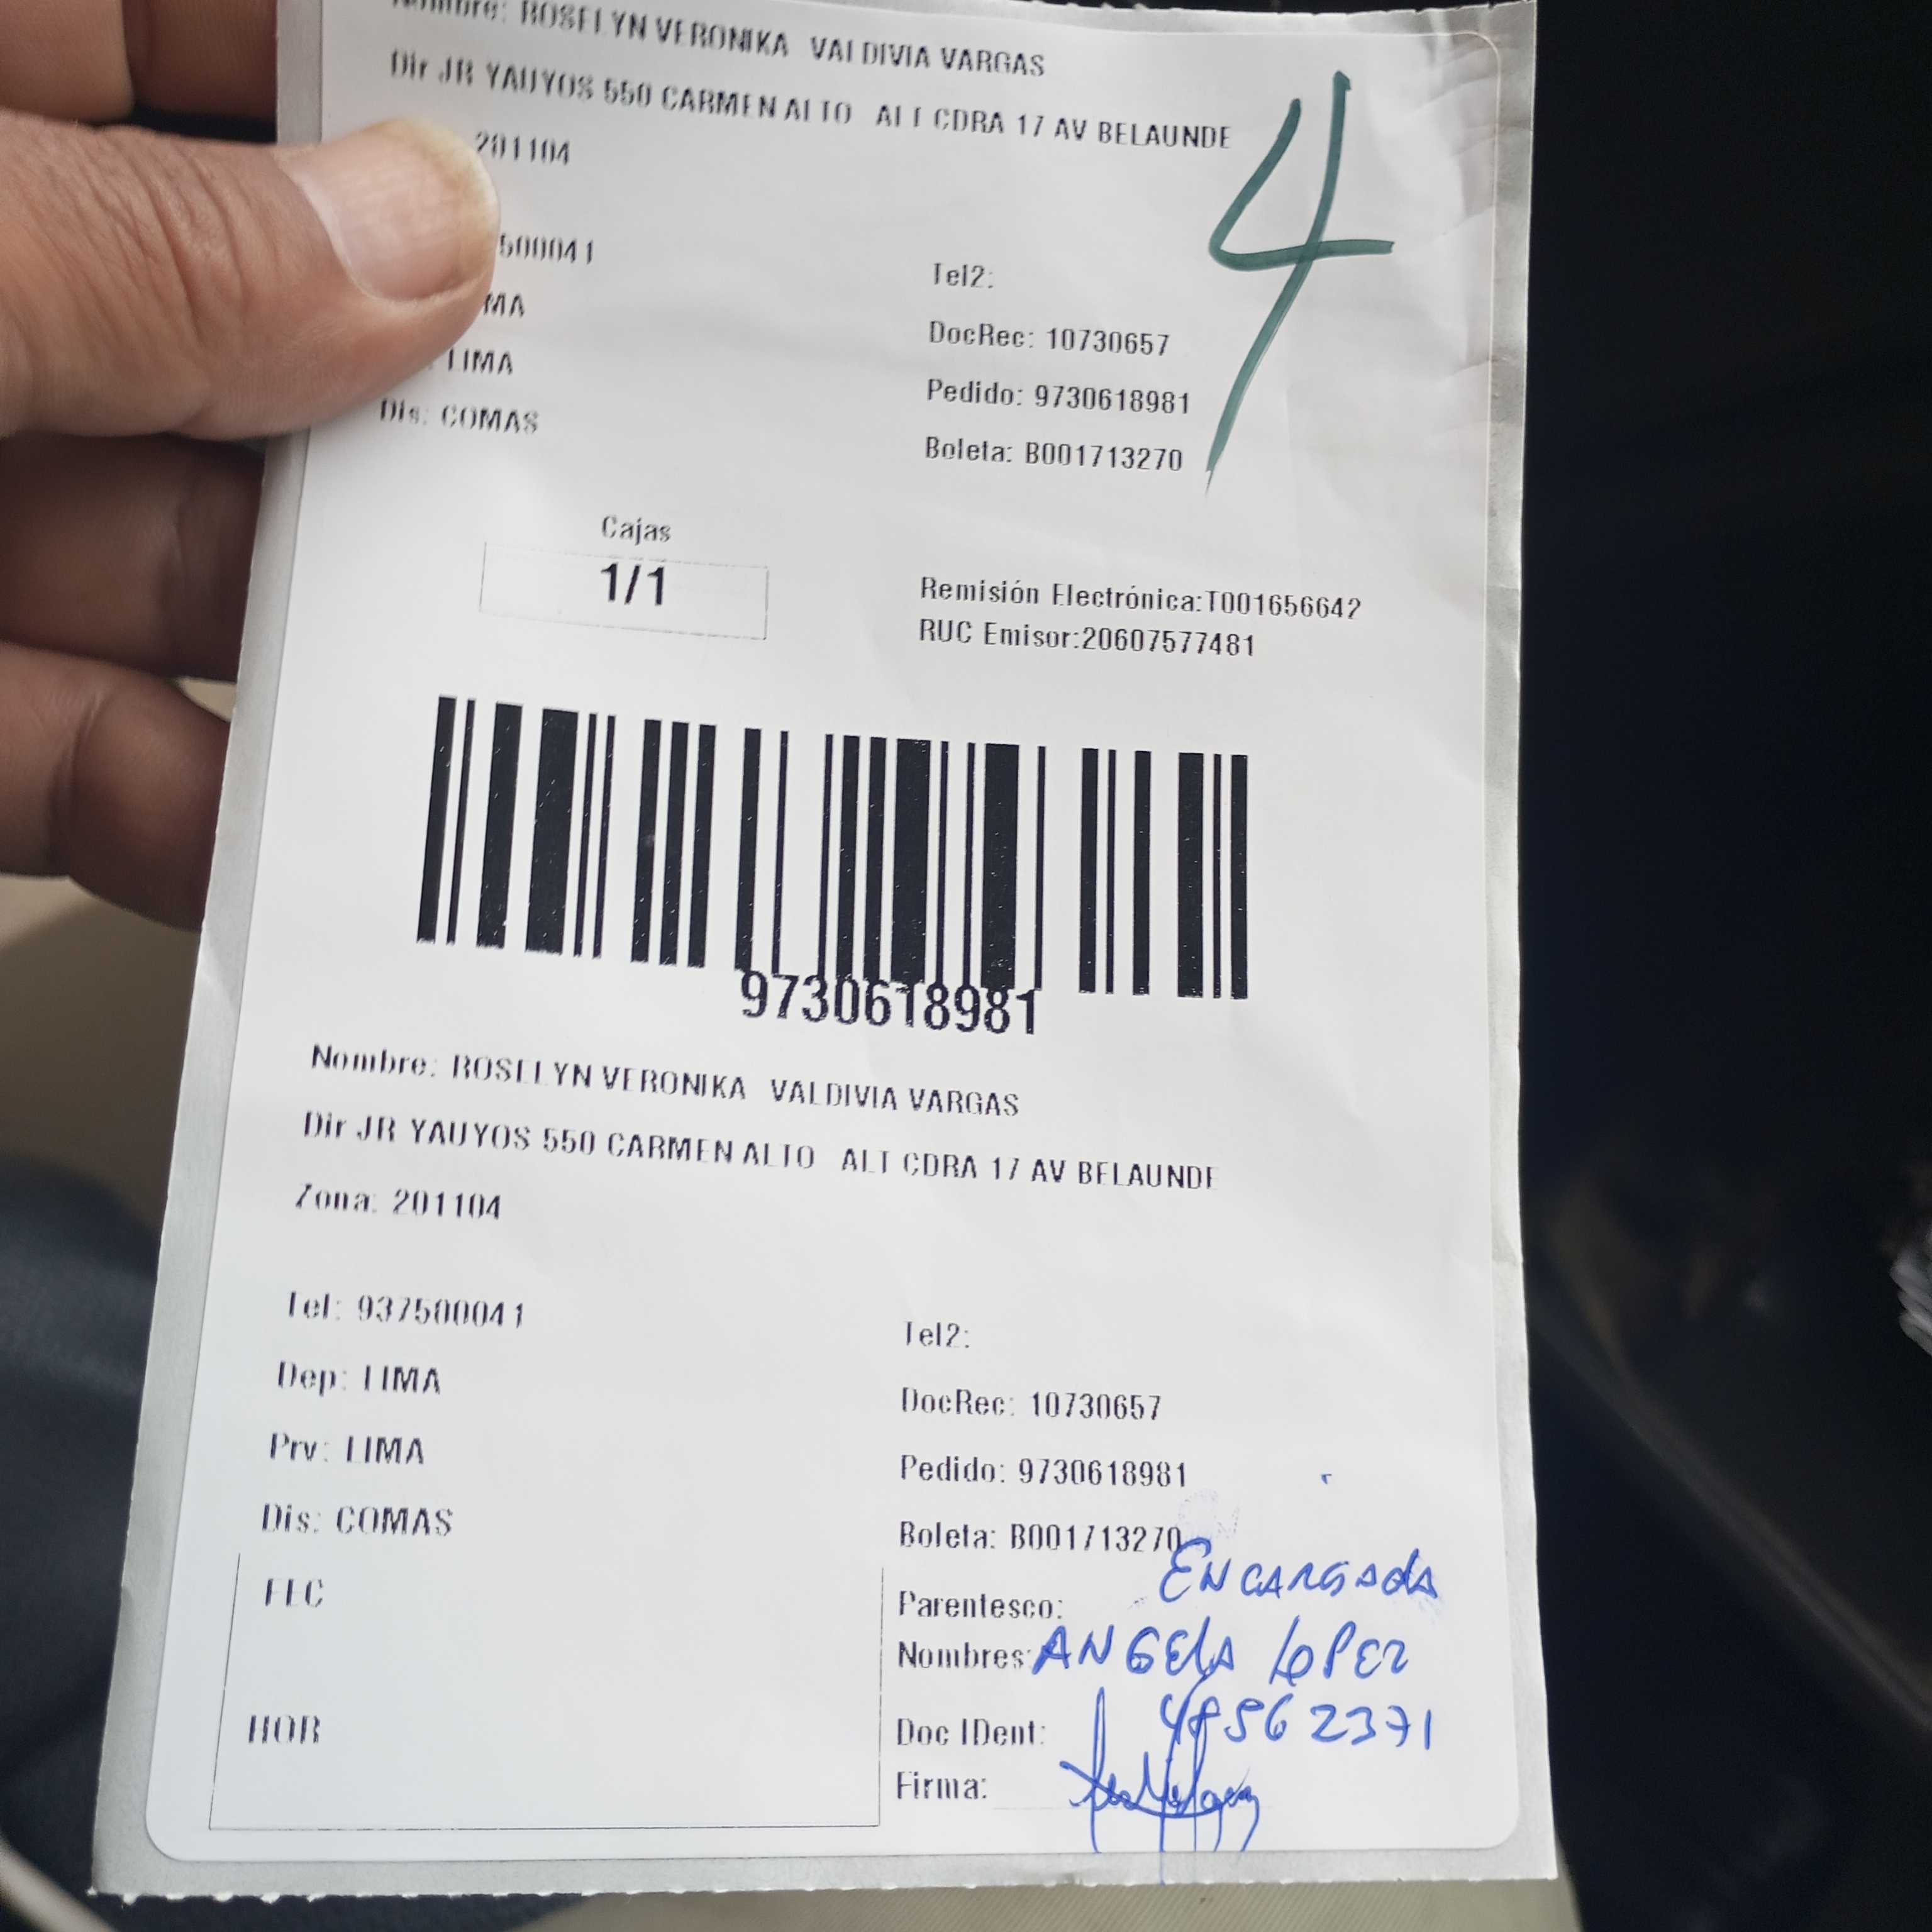 Nombre: ROSELYN VERONIKA VALDIVIA VARGAS
Dir JR YAUYOS 550 CARMEN ALTO ALT CDRA 17 AV BELAUNDE
4
201104
500041
Tel2:
MA
DocRec: 10730657
LIMA
Pedido: 9730618981
Dis: COMAS
Boleta: B001713270
Cajas
1/1
Remisión Electrónica:T001656642
RUC Emisor:20607577481
9730618981
Nombre: ROSELYN VERONIKA VALDIVIA VARGAS
Dir JR YAUYOS 550 CARMEN ALTO ALT CDRA 17 AV BELAUNDE
Zona: 201104
Tel: 937500041
Tel2:
Dep: LIMA
DocRec: 10730657
Prv: LIMA
Pedido: 9730618981
Dis: COMAS
Boleta: B001713270
FEC
Parentesco: ENCARGADA
Nombres: ANGELA LOPEZ
HOR
Doc IDent:
Firma: